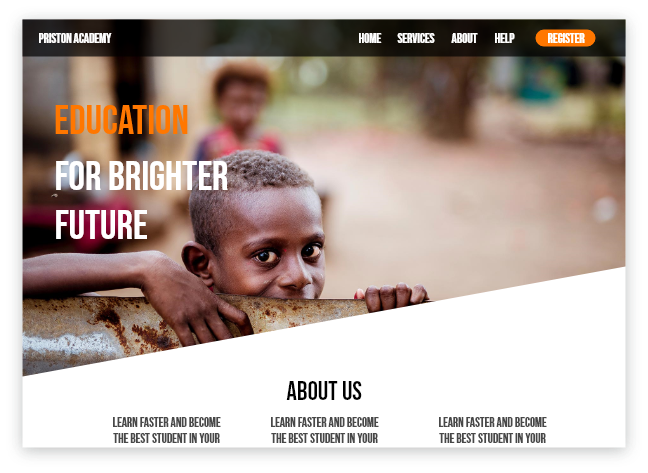 PRISTON ACADEMY
HOME SERVICES ABOUT HELP REGISTER
EDUCATION
FOR BRIGHTER
FUTURE
ABOUT US
LEARN FASTER AND BECOME LEARN FASTER AND BECOME LEARN FASTER AND BECOME
THE BEST STUDENT IN YOUR THE BEST STUDENT IN YOUR THE BEST STUDENT IN YOUR